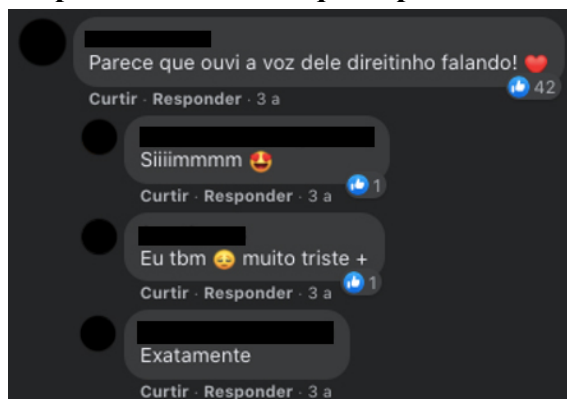 Parece que ouvi a voz dele direitinho falando! ❤️
42
Curtir · Responder · 3 a
Siiiimmmm 🤩
1
Curtir · Responder · 3 a
Eu tbm 😔 muito triste +
1
Curtir · Responder · 3 a
Exatamente
Curtir · Responder · 3 a